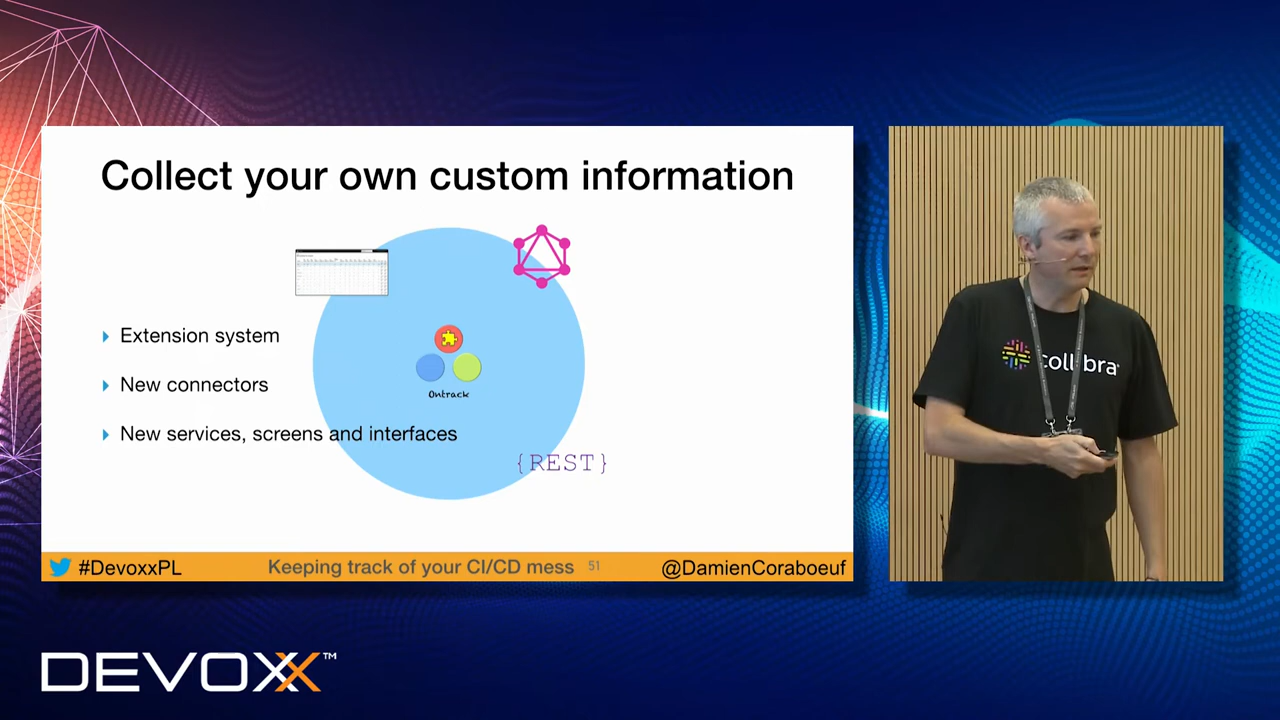 Collect your own custom information
Extension system
New connectors
New services, screens and interfaces
Ontrack
{REST}
#DevoxxPL
Keeping track of your CI/CD mess
51
@DamienCoraboeuf
collibra
DEVOXX™